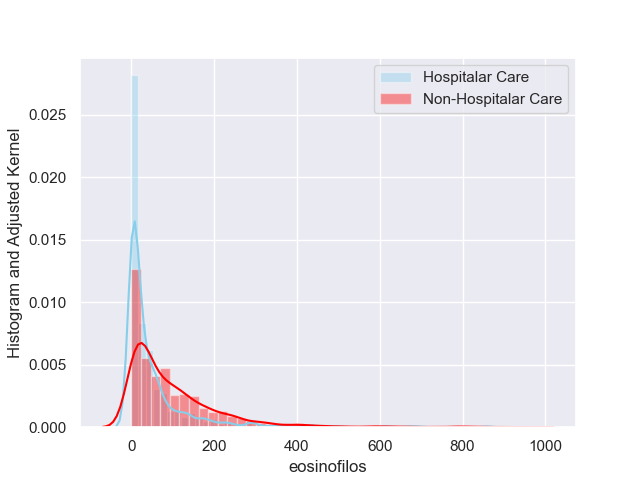 Hospitalar Care
Non-Hospitalar Care
Histogram and Adjusted Kernel
0.025
0.020
0.015
0.010
0.005
0.000
0 200 400 600 800 1000
eosinofilos